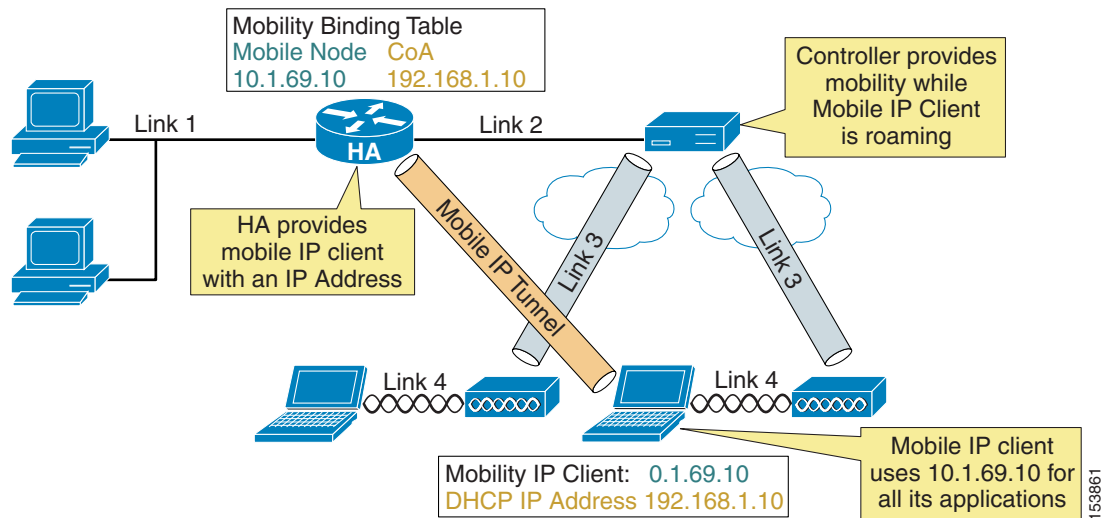 Mobility Binding Table
Mobile Node CoA
10.1.69.10 192.168.1.10
Controller provides
mobility while
Mobile IP Client
is roaming
Link 1
HA
Link 2
HA provides
mobile IP client
with an IP Address
Mobile IP Tunnel
Link 3
Link 3
Link 4
Link 4
Mobility IP Client: 0.1.69.10
DHCP IP Address 192.168.1.10
Mobile IP client
uses 10.1.69.10 for
all its applications
153861